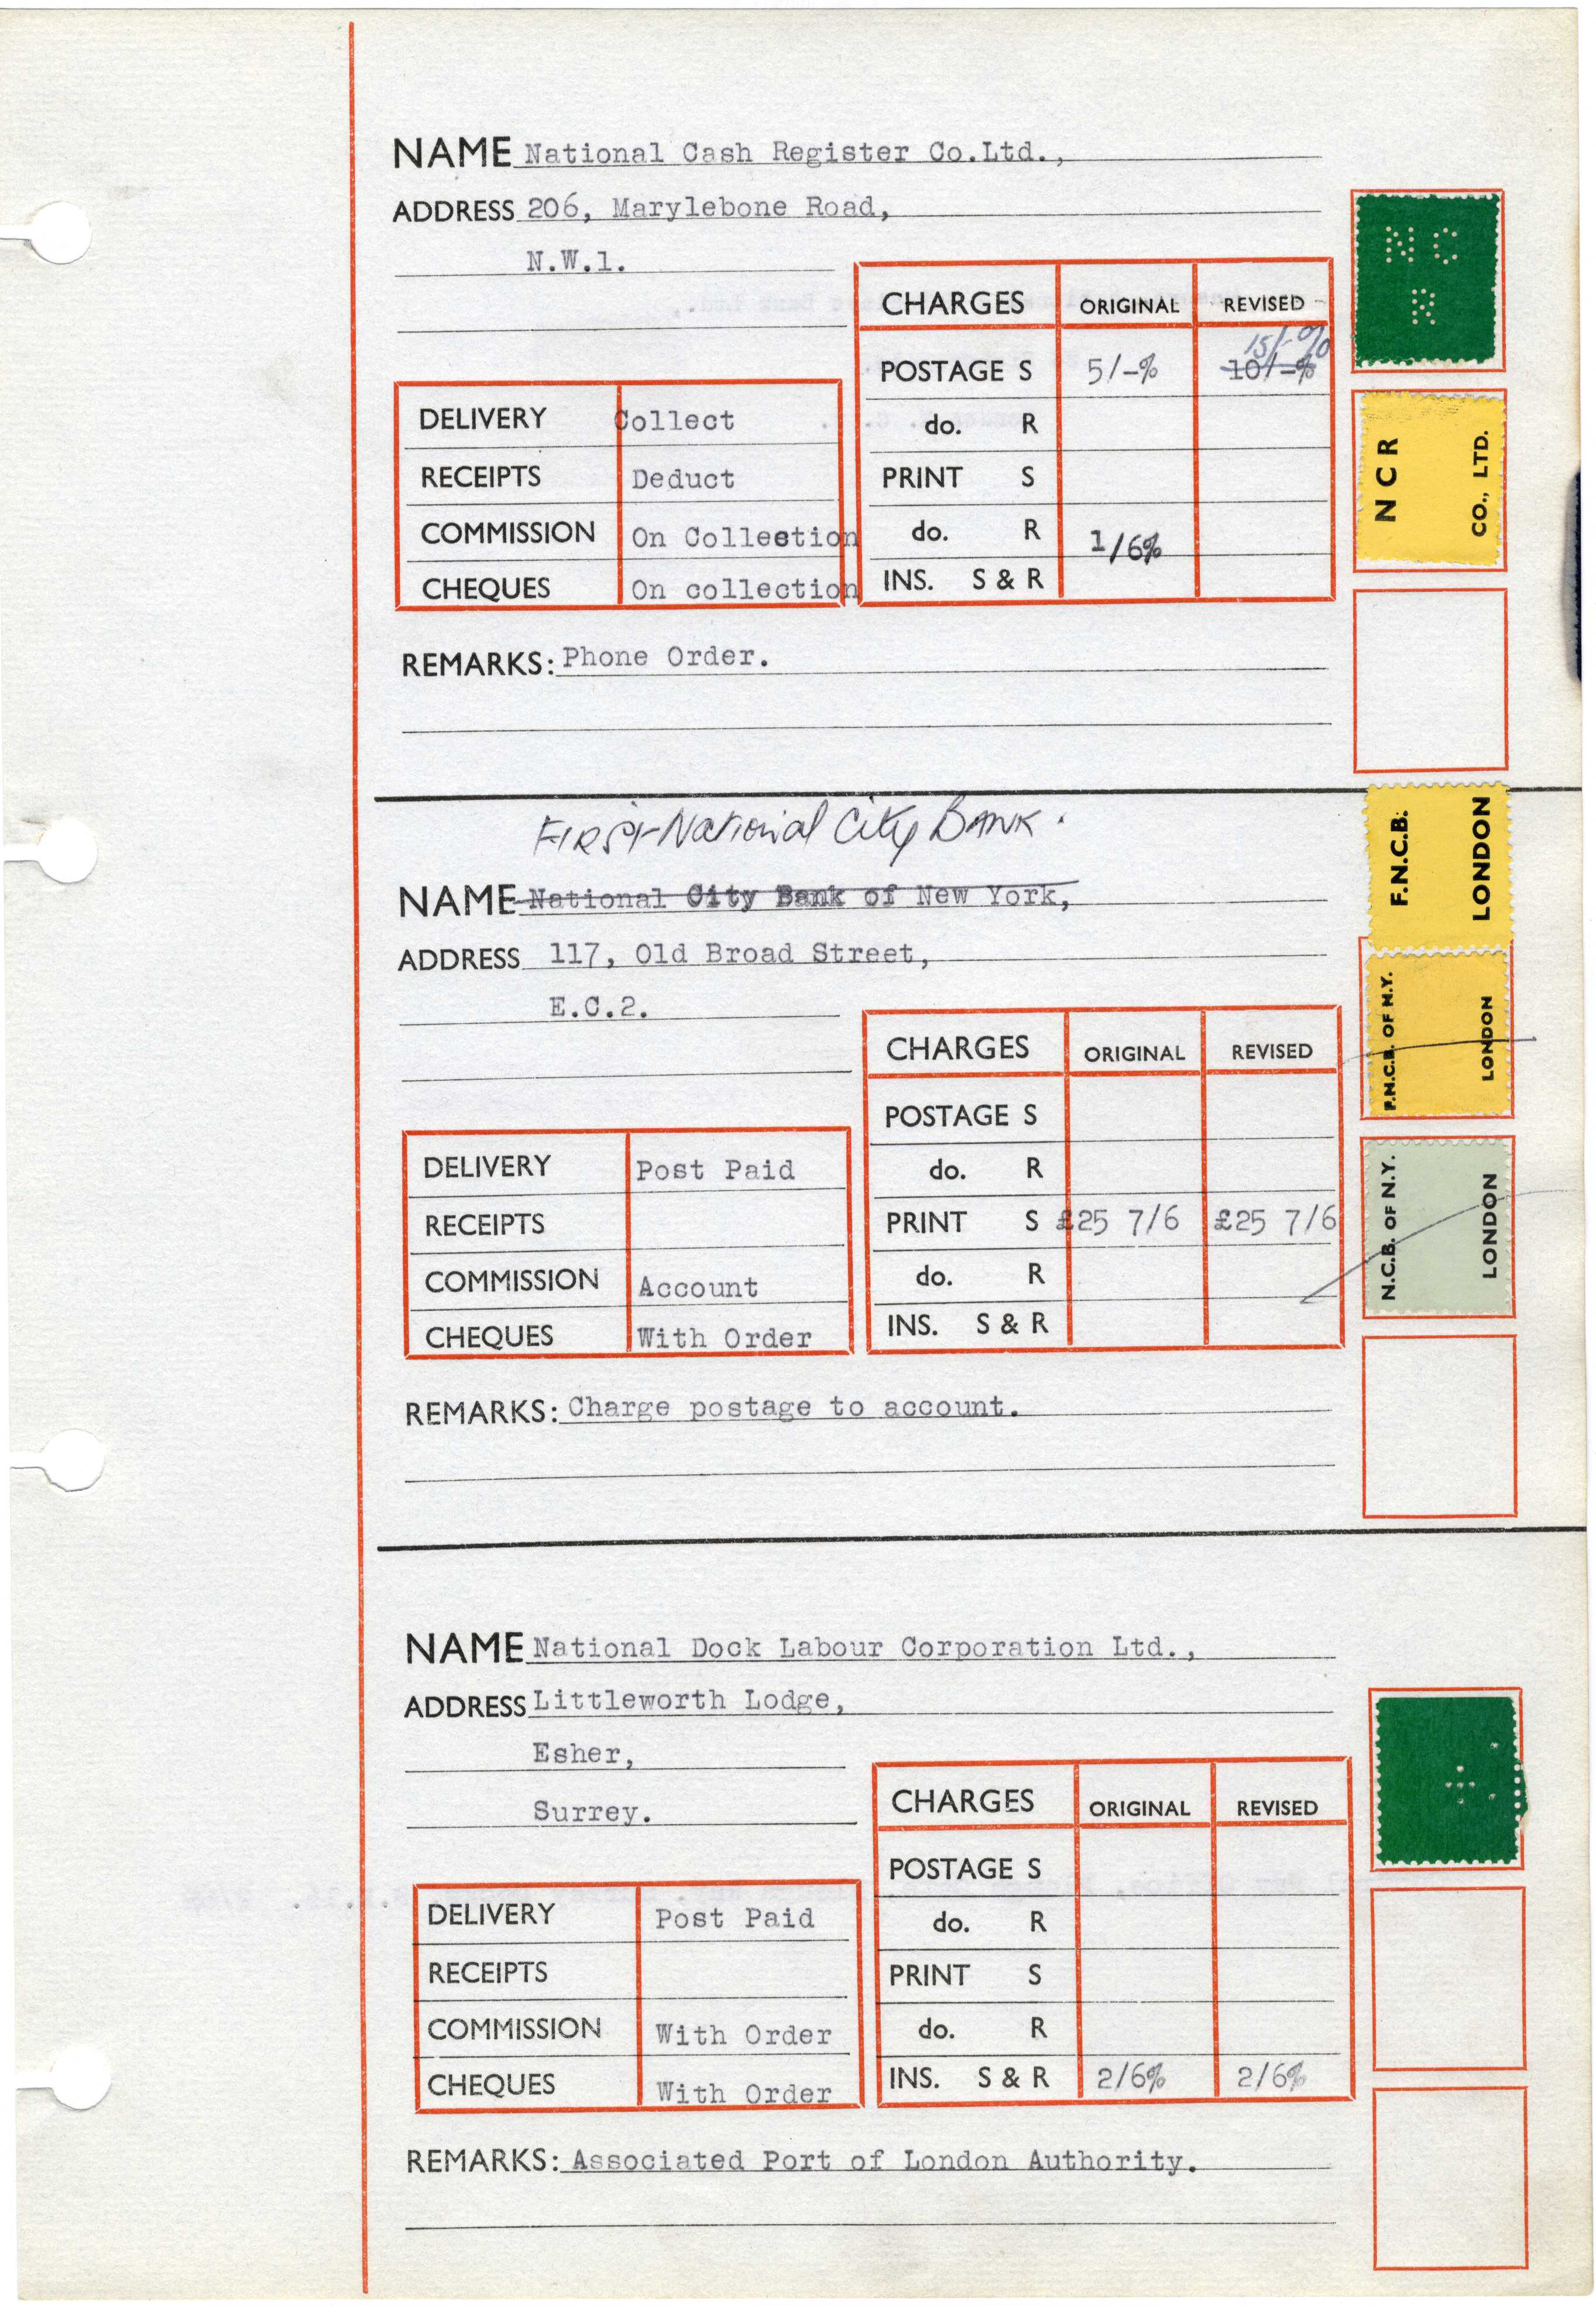 NAME National Cash Register Co.Ltd.,
ADDRESS 206, Marylebone Road,
N.W.1.
CHARGES ORIGINAL REVISED
POSTAGE S 5/-% 10/-% 15/-%
do. R
PRINT S
do. R 1/6%
INS. S & R
DELIVERY Collect
RECEIPTS Deduct
COMMISSION On Collection
CHEQUES On collection
REMARKS: Phone Order.
N C
R
N C R
CO., LTD.
FIRST National City BANK.
NAME National City Bank of New York,
ADDRESS 117, Old Broad Street,
E.C.2.
CHARGES ORIGINAL REVISED
POSTAGE S
do. R
PRINT S £25 7/6 £25 7/6
do. R
INS. S & R
DELIVERY Post Paid
RECEIPTS
COMMISSION Account
CHEQUES With Order
REMARKS: Charge postage to account.
F.N.C.B.
LONDON
F.N.C.B. OF N.Y.
LONDON
N.C.B. OF N.Y.
LONDON
NAME National Dock Labour Corporation Ltd.,
ADDRESS Littleworth Lodge,
Esher,
Surrey.
CHARGES ORIGINAL REVISED
POSTAGE S
do. R
PRINT S
do. R
INS. S & R 2/6% 2/6%
DELIVERY Post Paid
RECEIPTS
COMMISSION With Order
CHEQUES With Order
REMARKS: Associated Port of London Authority.